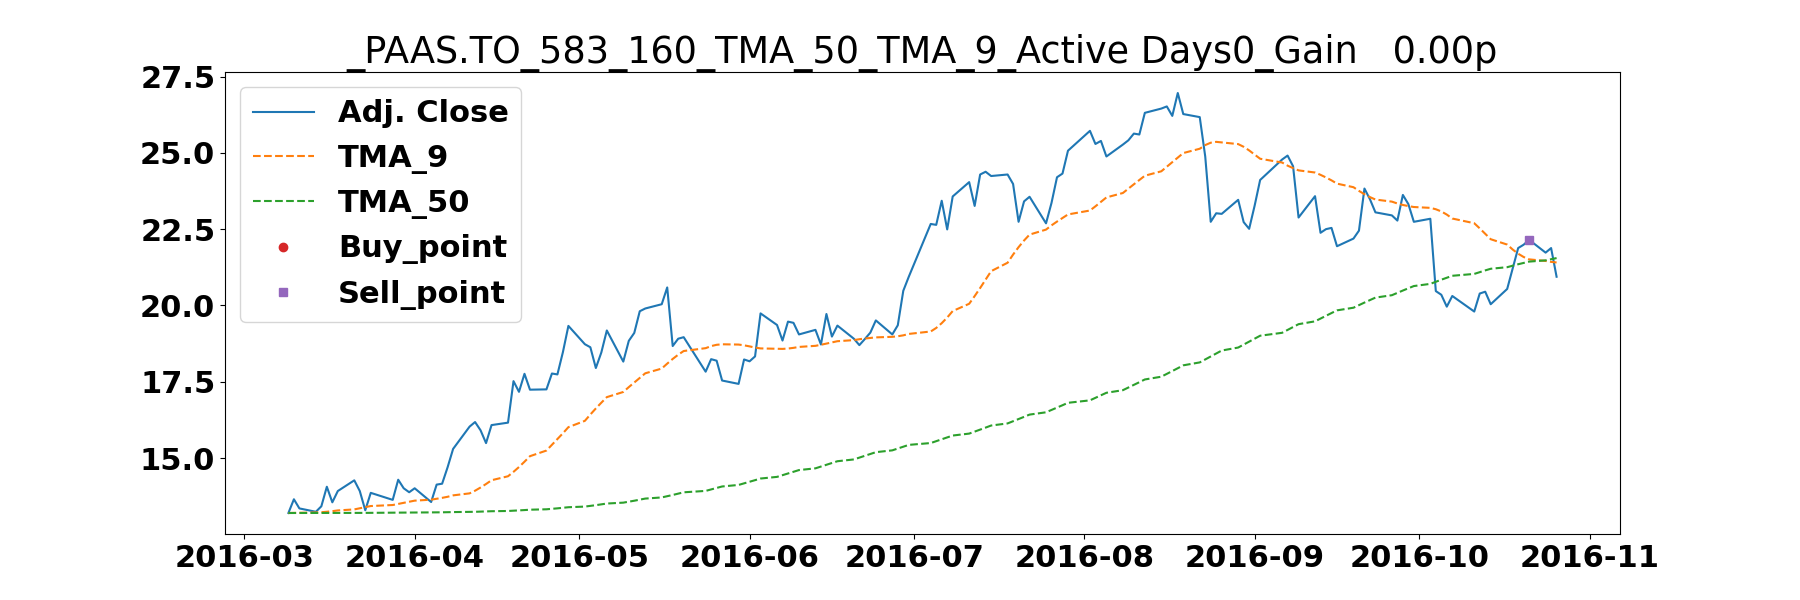 _PAAS.TO_583_160_TMA_50_TMA_9_Active Days0_Gain   0.00p
27.5
25.0
22.5
20.0
17.5
15.0
Adj. Close
TMA_9
TMA_50
Buy_point
Sell_point
2016-03 2016-04 2016-05 2016-06 2016-07 2016-08 2016-09 2016-10 2016-11